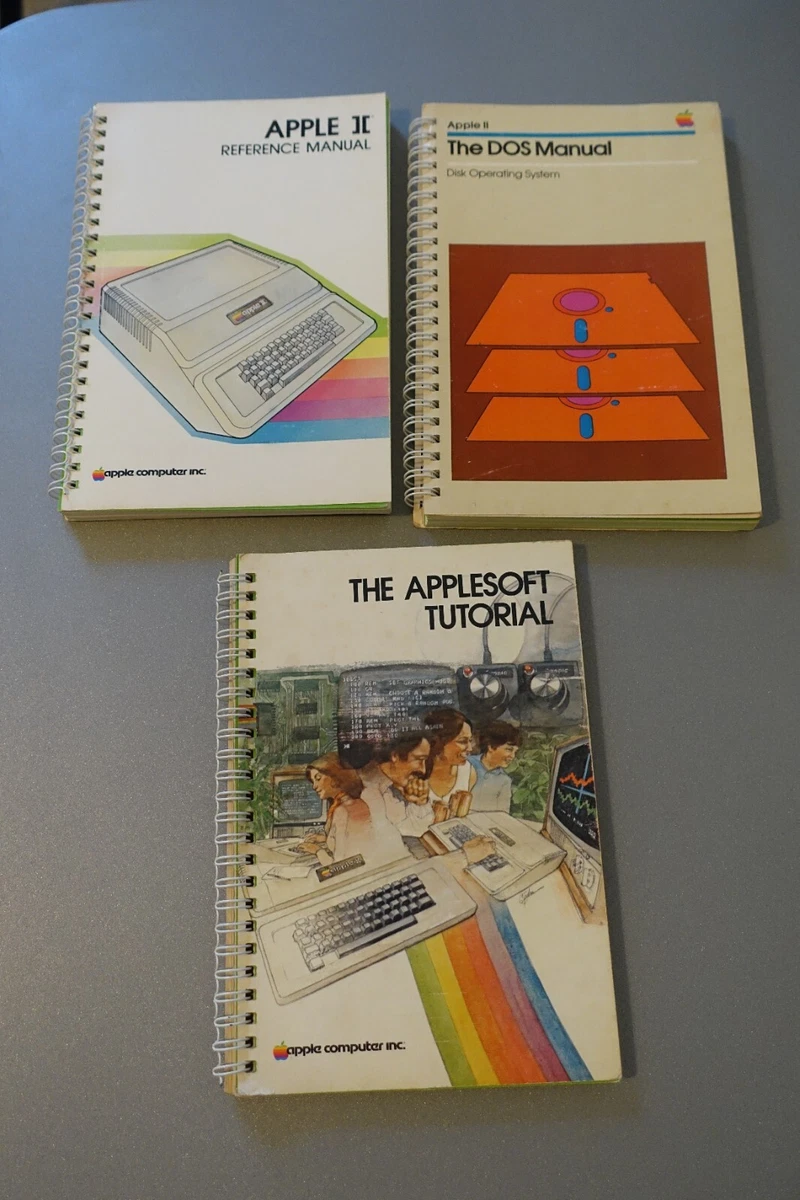 APPLE ][
REFERENCE MANUAL
apple II
apple computer inc.
Apple II
The DOS Manual
Disk Operating System
THE APPLESOFT
TUTORIAL
apple computer inc.